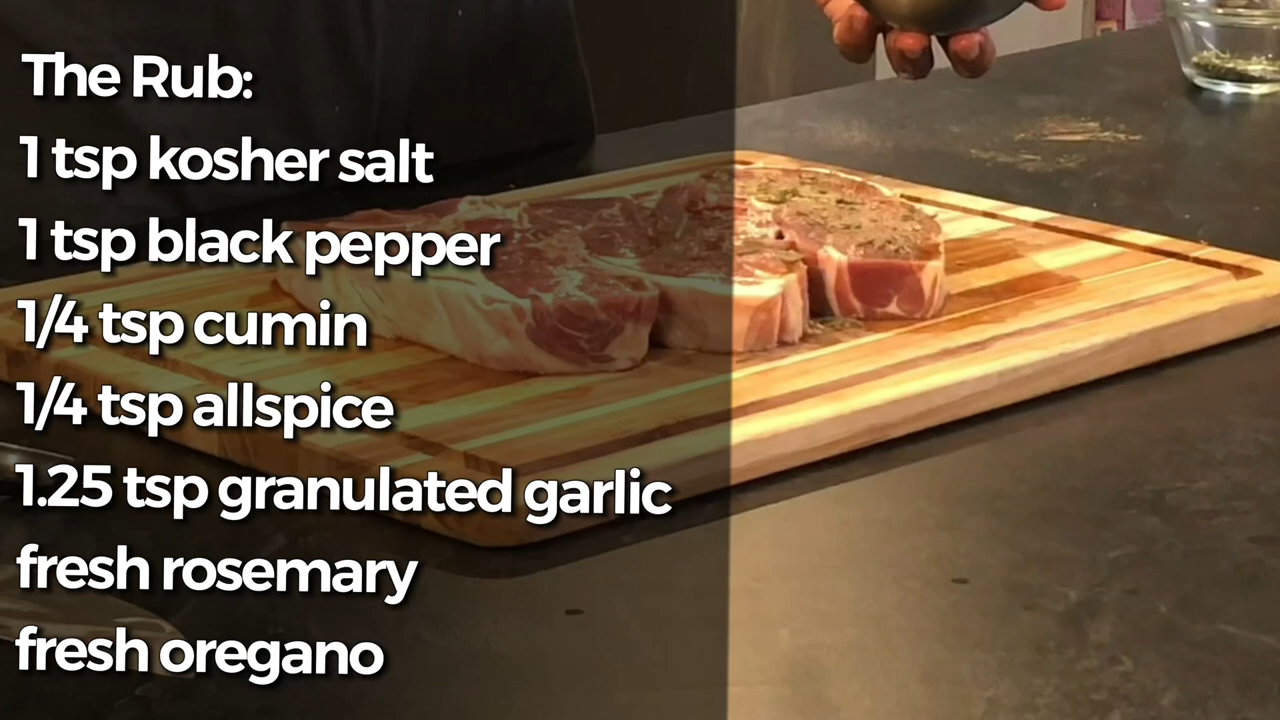 The Rub:
1 tsp kosher salt
1 tsp black pepper
1/4 tsp cumin
1/4 tsp allspice
1.25 tsp granulated garlic
fresh rosemary
fresh oregano